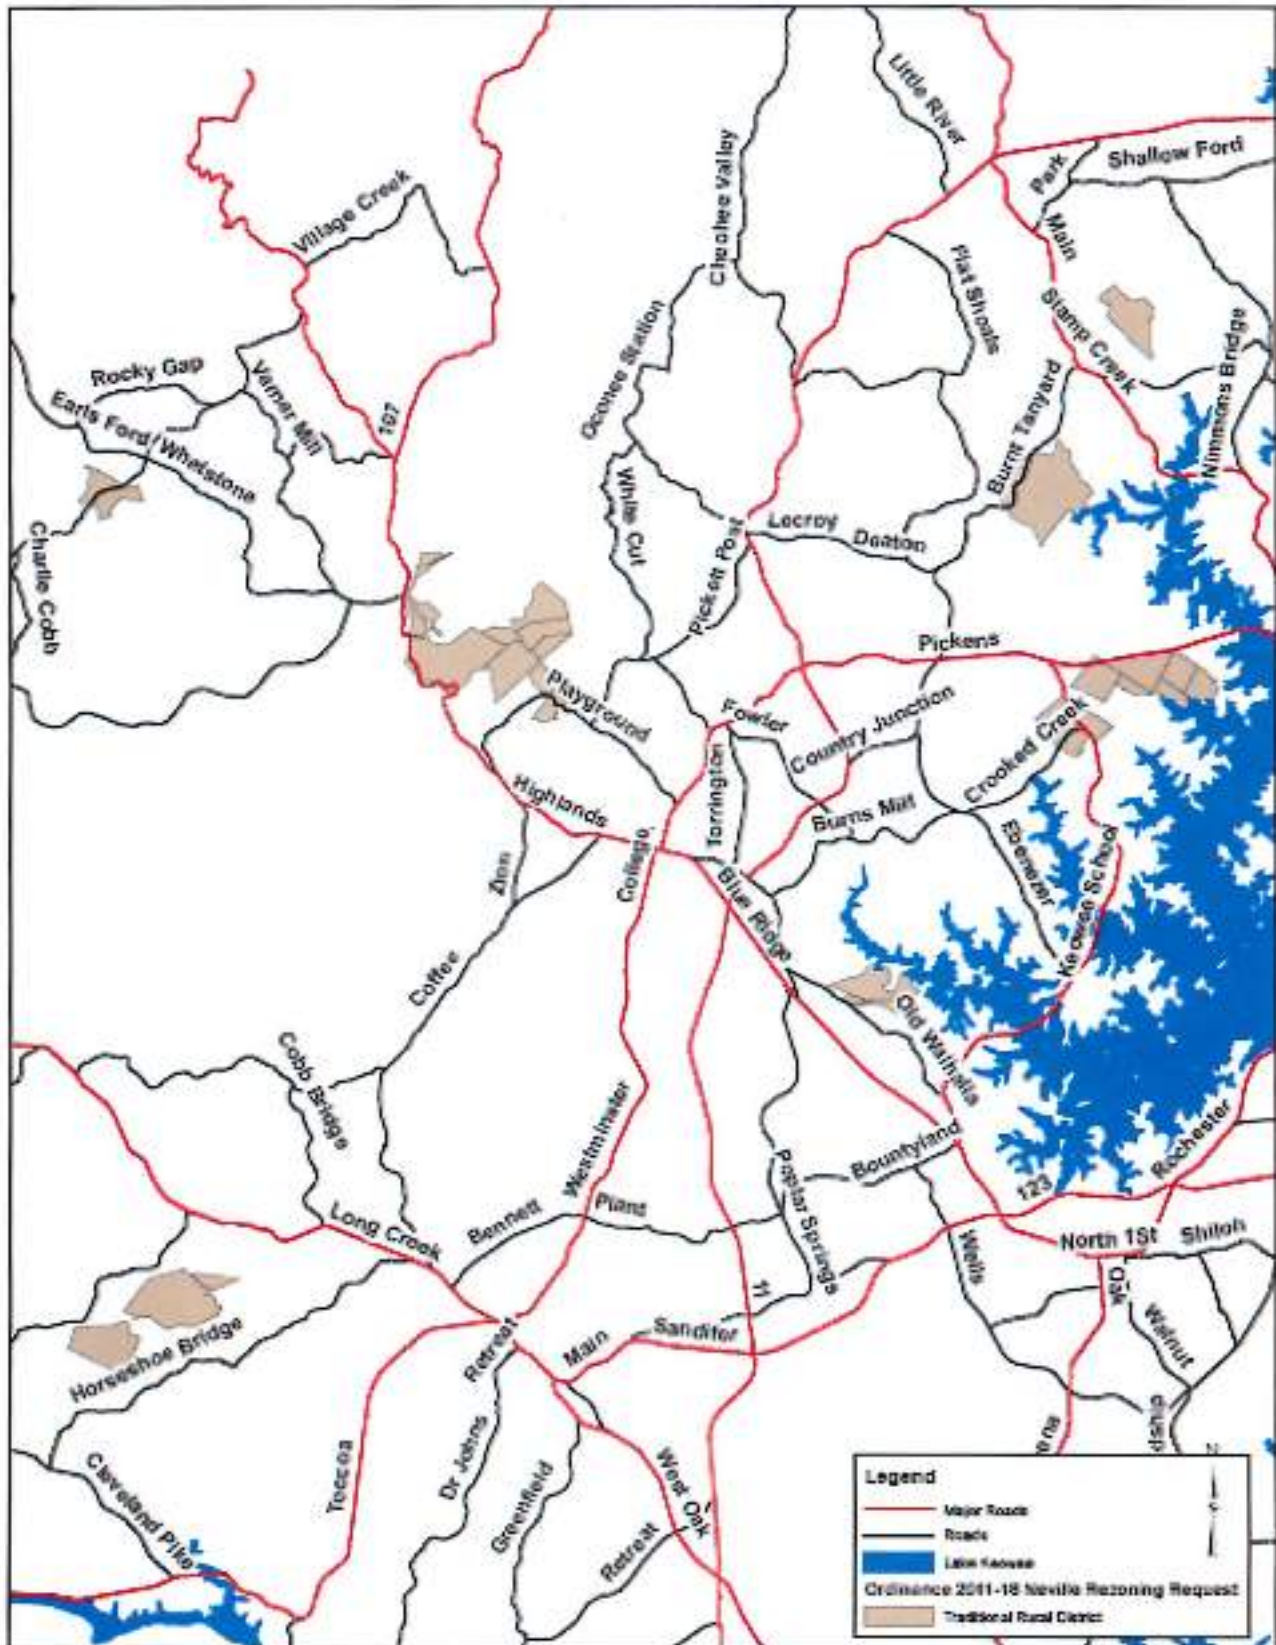 Little River
Cheohee Valley
Park
Shallow Ford
Village Creek
Main
Flat Shoals
Stamp Creek
Oconee Station
Nimmons Bridge
Rocky Gap
Varner Mill
107
Earls Ford/Whetstone
Burnt Tanyard
White Cut
Pickett Post
Lecroy
Deaton
Charlie Cobb
Pickens
Playground
Fowler
Country Junction
Crooked Creek
Torrington
Highlands
Burns Mill
College
Ebenezer
Keowee School
Zion
Blue Ridge
Coffee
Old Walhalla
Cobb Bridge
Westminster
Bountyland
Rochester
Poplar Springs
123
Long Creek
Bennett
Plant
Wells
North 1St
Shiloh
Oak
11
Walnut
Horseshoe Bridge
Retreat
Main
Sandifer
Toccoa
Dr Johns
Greenfield
West Oak
Retreat
Cleveland Pike
ena
dship
N
Legend
Major Roads
Roads
Lake Keowee
Ordinance 2011-16 Neville Rezoning Request
Traditional Rural District